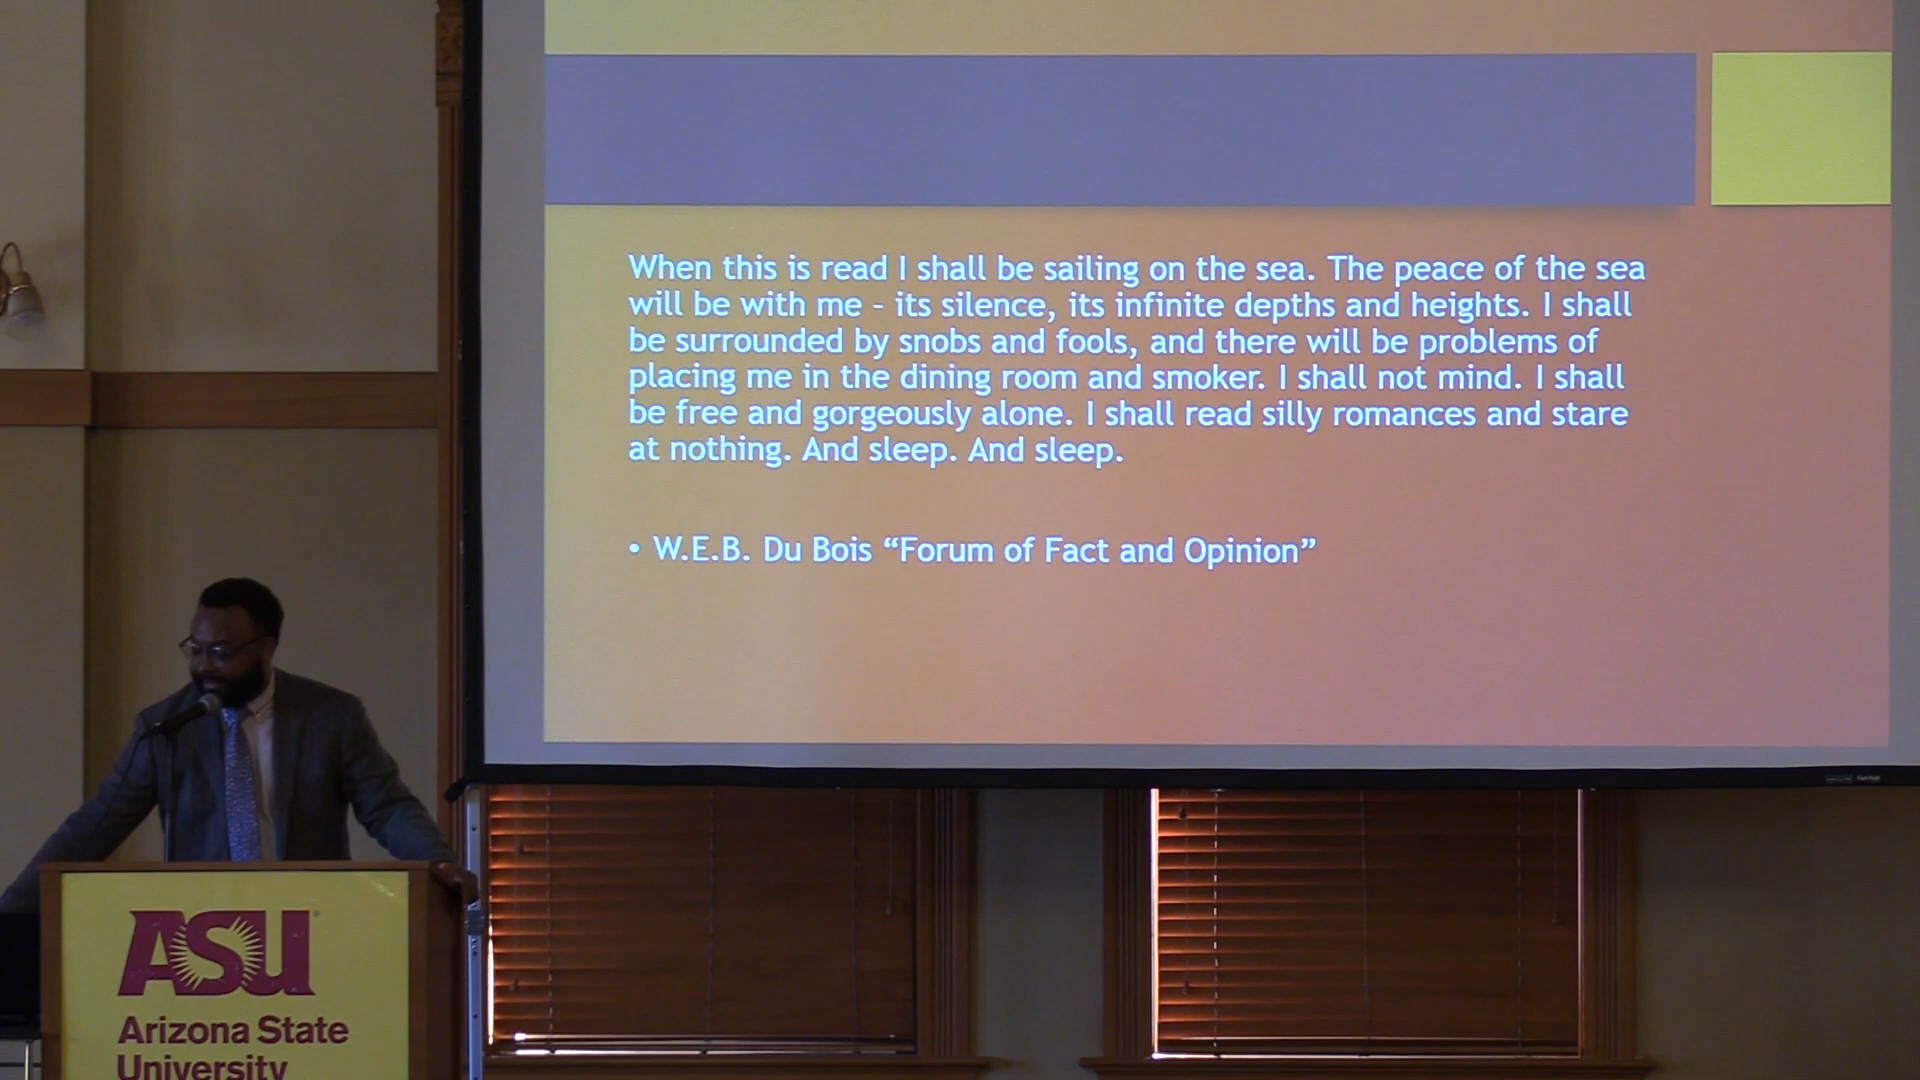 When this is read I shall be sailing on the sea. The peace of the sea
will be with me – its silence, its infinite depths and heights. I shall
be surrounded by snobs and fools, and there will be problems of
placing me in the dining room and smoker. I shall not mind. I shall
be free and gorgeously alone. I shall read silly romances and stare
at nothing. And sleep. And sleep.
• W.E.B. Du Bois “Forum of Fact and Opinion”
ASU
Arizona State
University